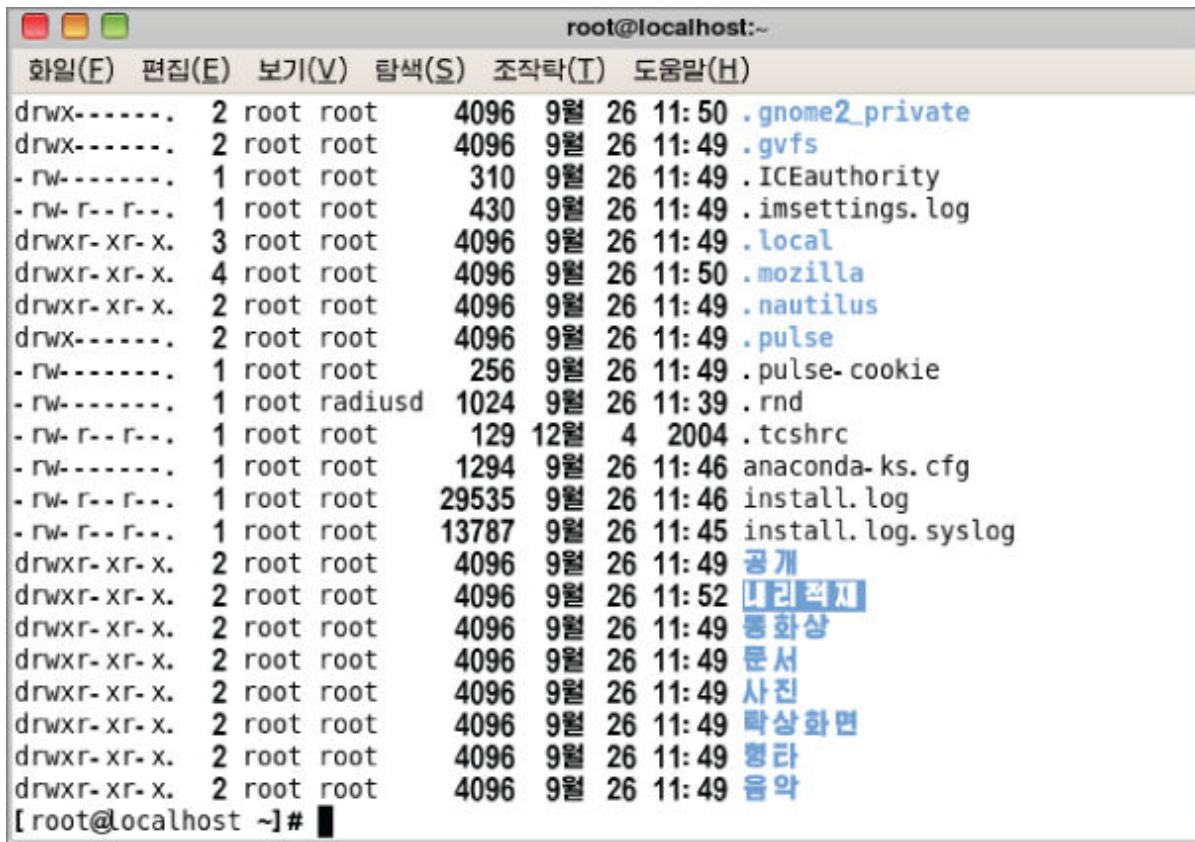 root@localhost:~
화일(F) 편집(E) 보기(V) 탐색(S) 조작탁(T) 도움말(H)
drwx------. 2 root root 4096 9월 26 11:50 .gnome2_private
drwx------. 2 root root 4096 9월 26 11:49 .gvfs
-rw-------. 1 root root 310 9월 26 11:49 .ICEauthority
-rw-r--r--. 1 root root 430 9월 26 11:49 .imsettings.log
drwxr-xr-x. 3 root root 4096 9월 26 11:49 .local
drwxr-xr-x. 4 root root 4096 9월 26 11:50 .mozilla
drwxr-xr-x. 2 root root 4096 9월 26 11:49 .nautilus
drwx------. 2 root root 4096 9월 26 11:49 .pulse
-rw-------. 1 root root 256 9월 26 11:49 .pulse-cookie
-rw-------. 1 root radiusd 1024 9월 26 11:39 .rnd
-rw-r--r--. 1 root root 129 12월 4 2004 .tcshrc
-rw-------. 1 root root 1294 9월 26 11:46 anaconda-ks.cfg
-rw-r--r--. 1 root root 29535 9월 26 11:46 install.log
-rw-r--r--. 1 root root 13787 9월 26 11:45 install.log.syslog
drwxr-xr-x. 2 root root 4096 9월 26 11:49 공개
drwxr-xr-x. 2 root root 4096 9월 26 11:52 내리적재
drwxr-xr-x. 2 root root 4096 9월 26 11:49 동화상
drwxr-xr-x. 2 root root 4096 9월 26 11:49 문서
drwxr-xr-x. 2 root root 4096 9월 26 11:49 사진
drwxr-xr-x. 2 root root 4096 9월 26 11:49 탁상화면
drwxr-xr-x. 2 root root 4096 9월 26 11:49 형타
drwxr-xr-x. 2 root root 4096 9월 26 11:49 음악
[root@localhost ~]#